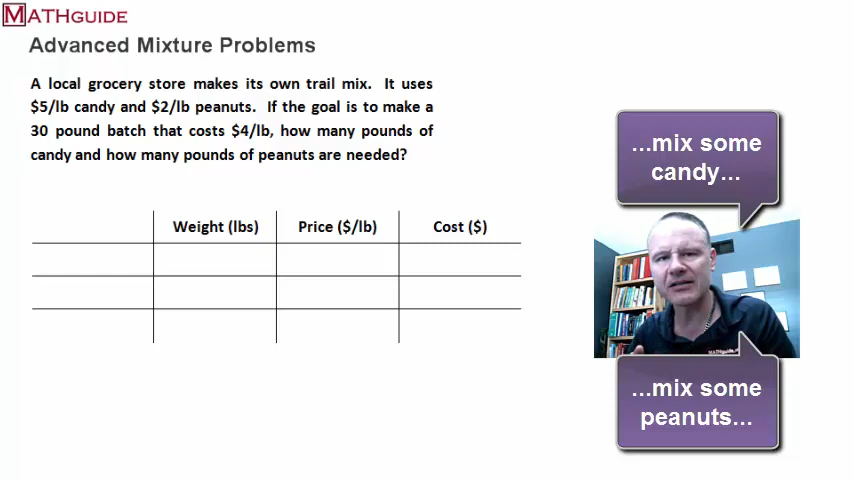 MATHGUIDE
Advanced Mixture Problems
A local grocery store makes its own trail mix. It uses
$5/lb candy and $2/lb peanuts. If the goal is to make a
30 pound batch that costs $4/lb, how many pounds of
candy and how many pounds of peanuts are needed?
Weight (lbs) Price ($/lb) Cost ($)
...mix some
candy...
MATHguide
...mix some
peanuts...